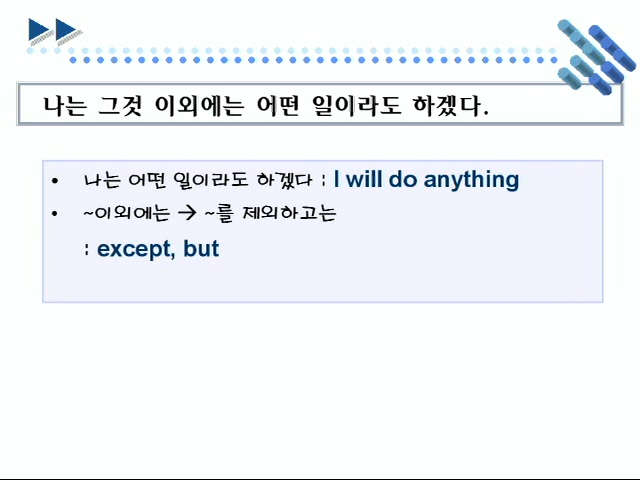 나는 그것 이외에는 어떤 일이라도 하겠다.
• 나는 어떤 일이라도 하겠다 : I will do anything
• ~이외에는 → ~를 제외하고는
: except, but